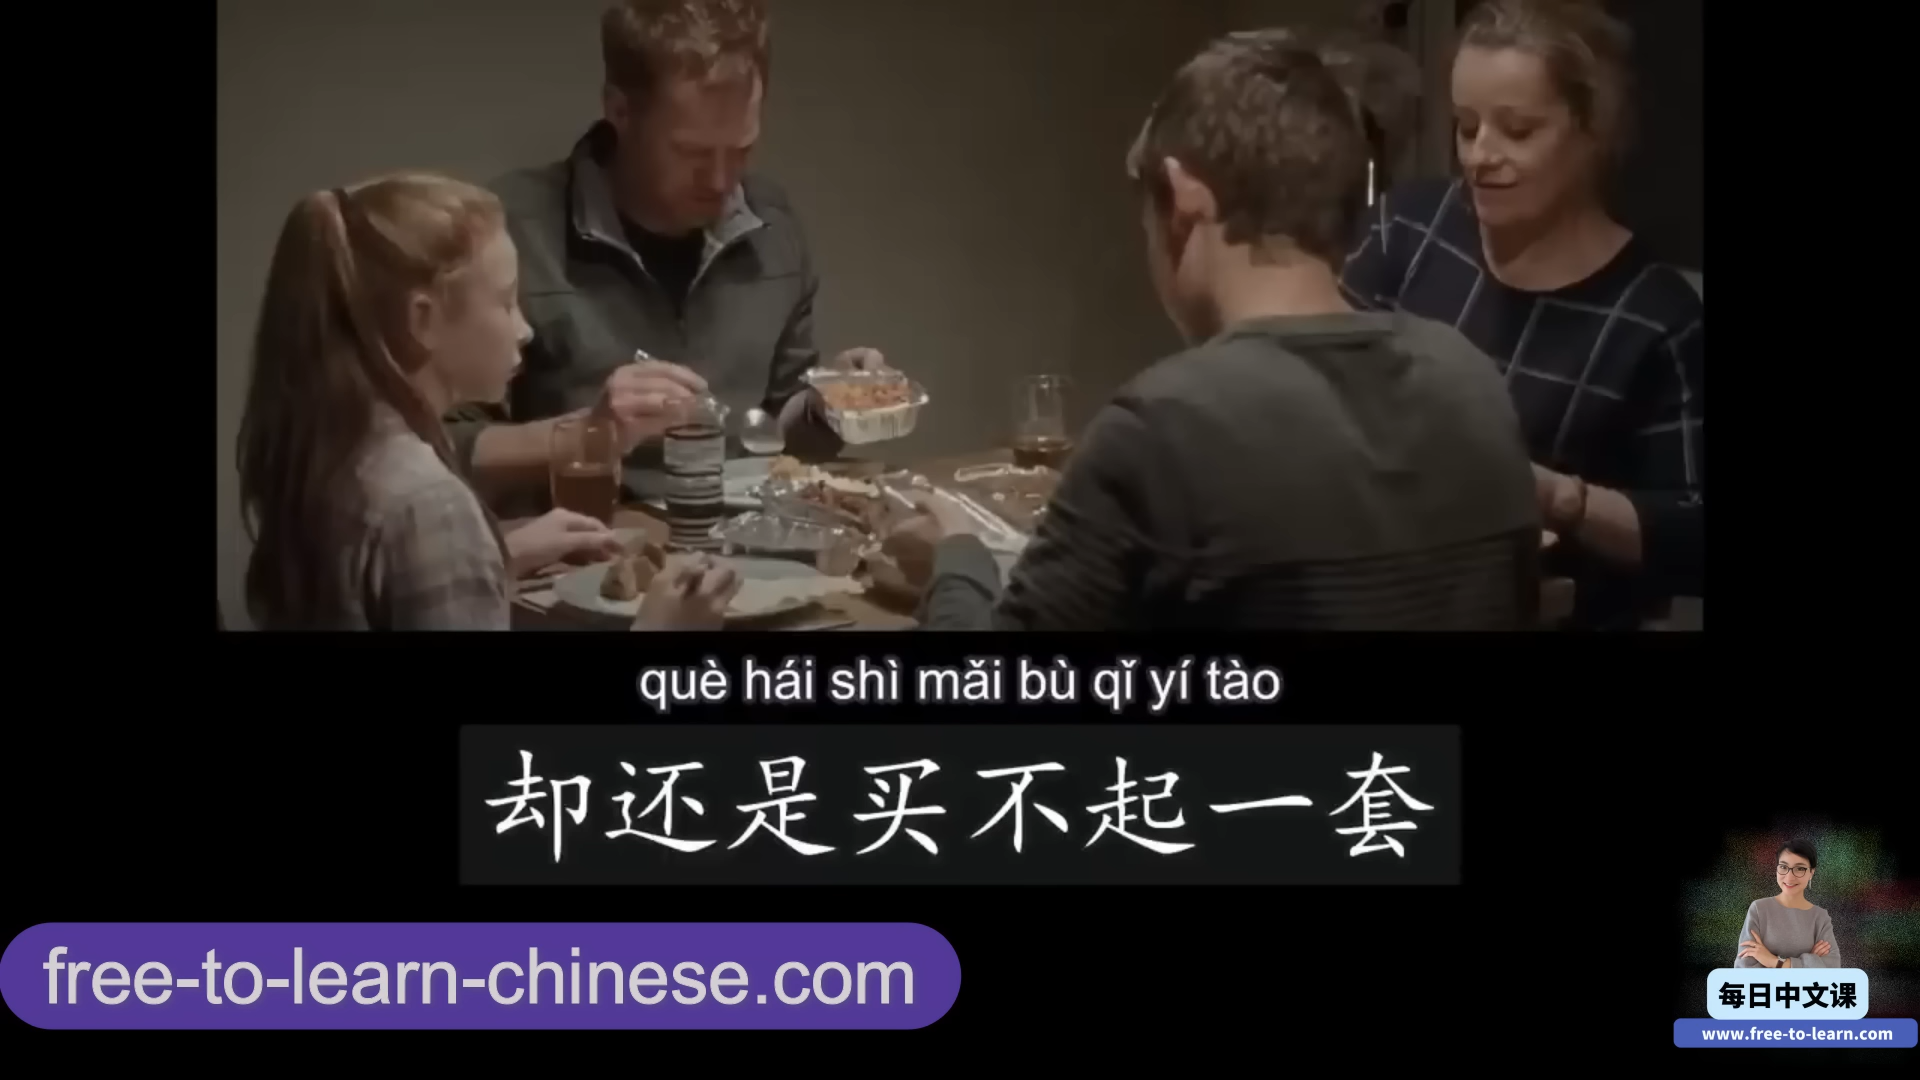 què hái shì mǎi bù qǐ yí tào
却还是买不起一套
free-to-learn-chinese.com
每日中文课
www.free-to-learn.com